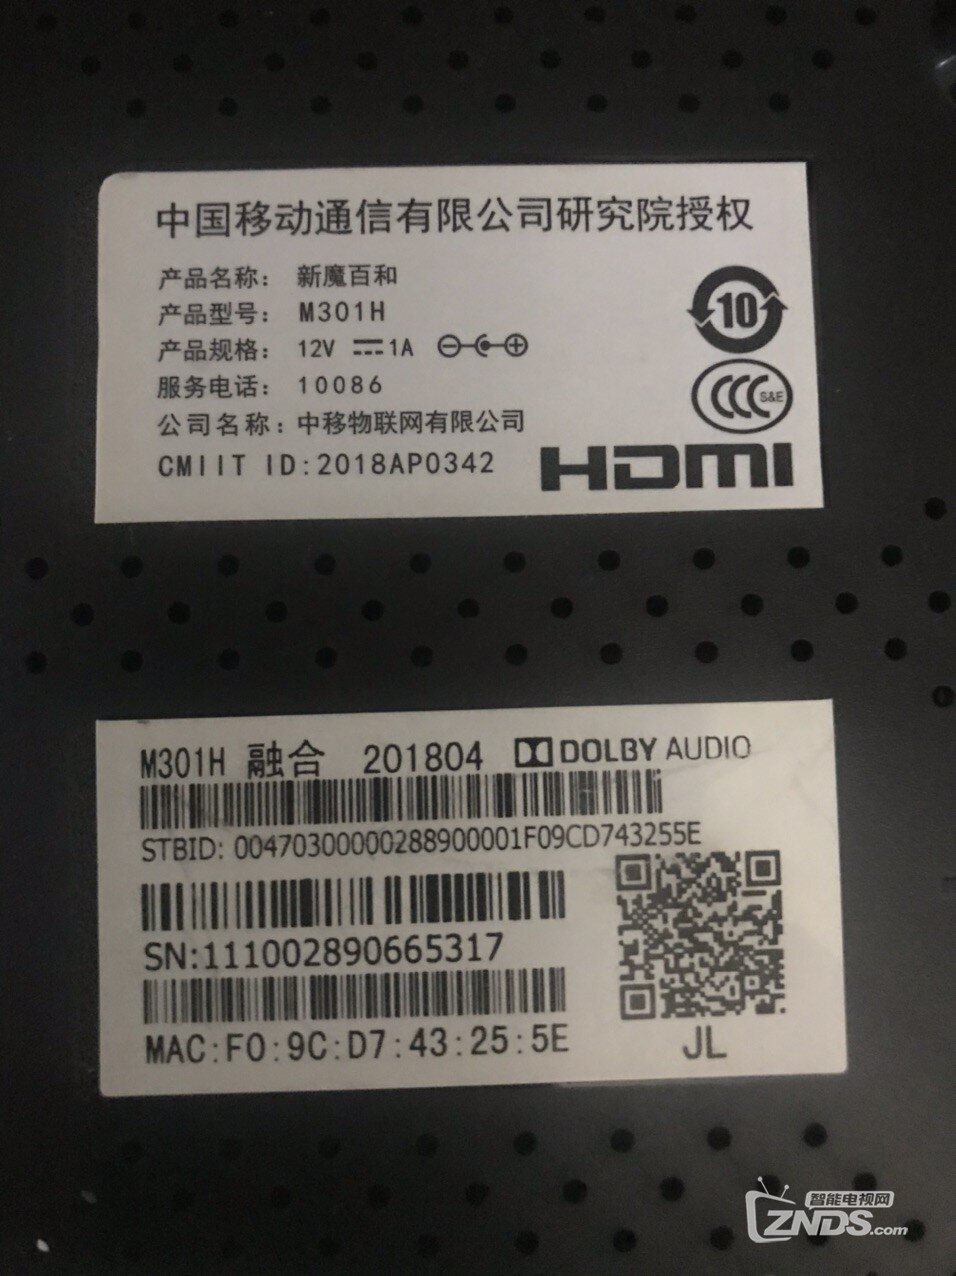 中国移动通信有限公司研究院授权
产品名称： 新魔百和
产品型号： M301H
产品规格： 12V 1A
服务电话： 10086
公司名称：中移物联网有限公司
CMIIT ID:2018AP0342
10
CCC S&E
HDMI
M301H 融合 201804 DOLBY AUDIO
STBID: 00470300000288900001F09CD743255E
SN:111002890665317
MAC:F0:9C:D7:43:25:5E
JL
智能电视网
ZNDS.com